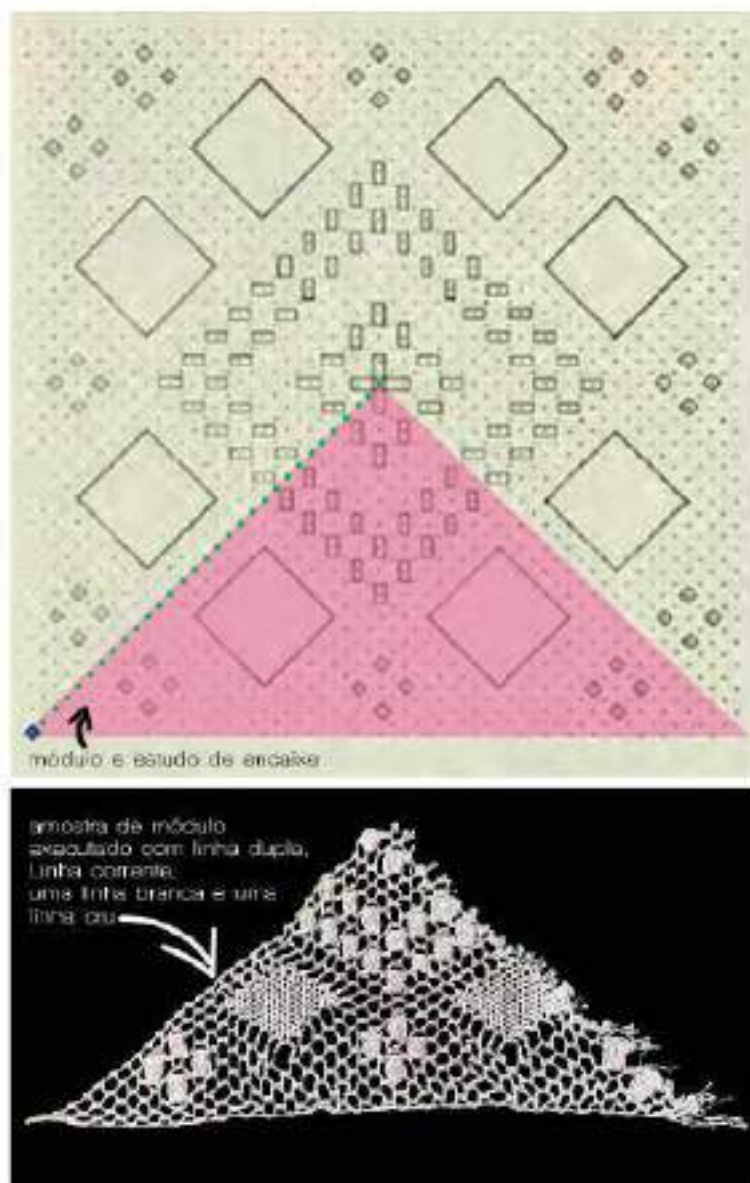 módulo e estudo de encaixe
amostra de módulo
executado com linha dupla,
Linha corrente,
uma linha branca e uma
linha cru